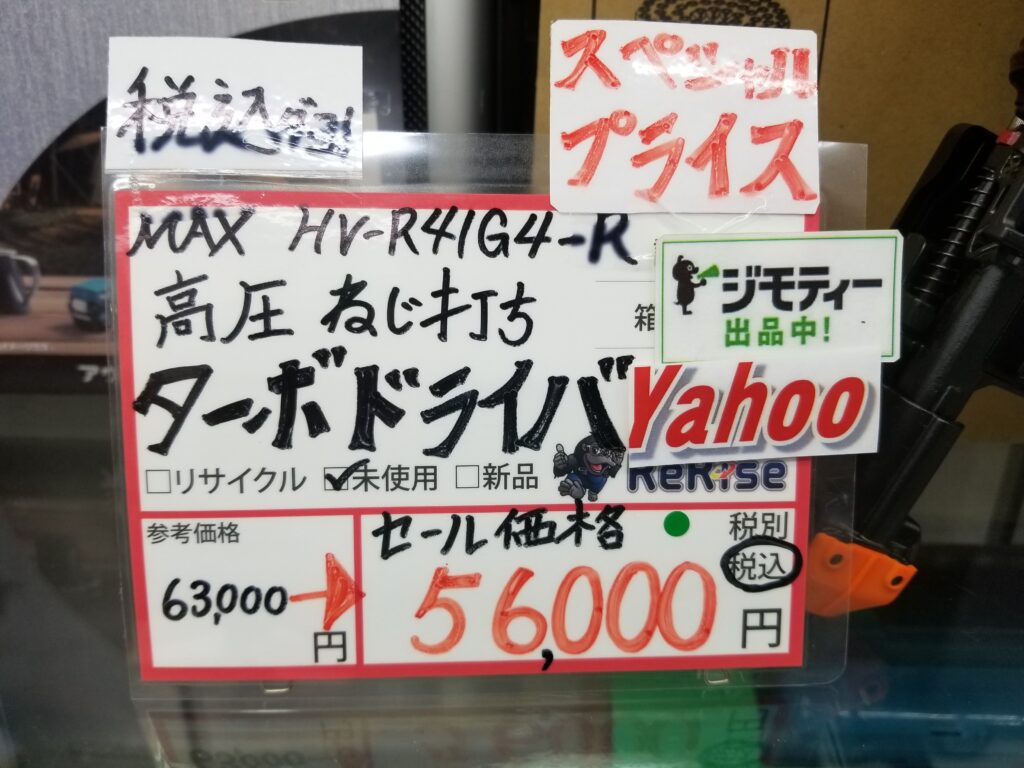 税込ダヨ!
スペシャル
プライス
MAX HV-R41G4-R
高圧 ねじ打ち
箱
ジモティー
出品中!
ターボドライバ
Yahoo
□リサイクル ☑未使用 □新品
ReRise
参考価格
63,000
円
セール価格
税別
税込
56,000
円